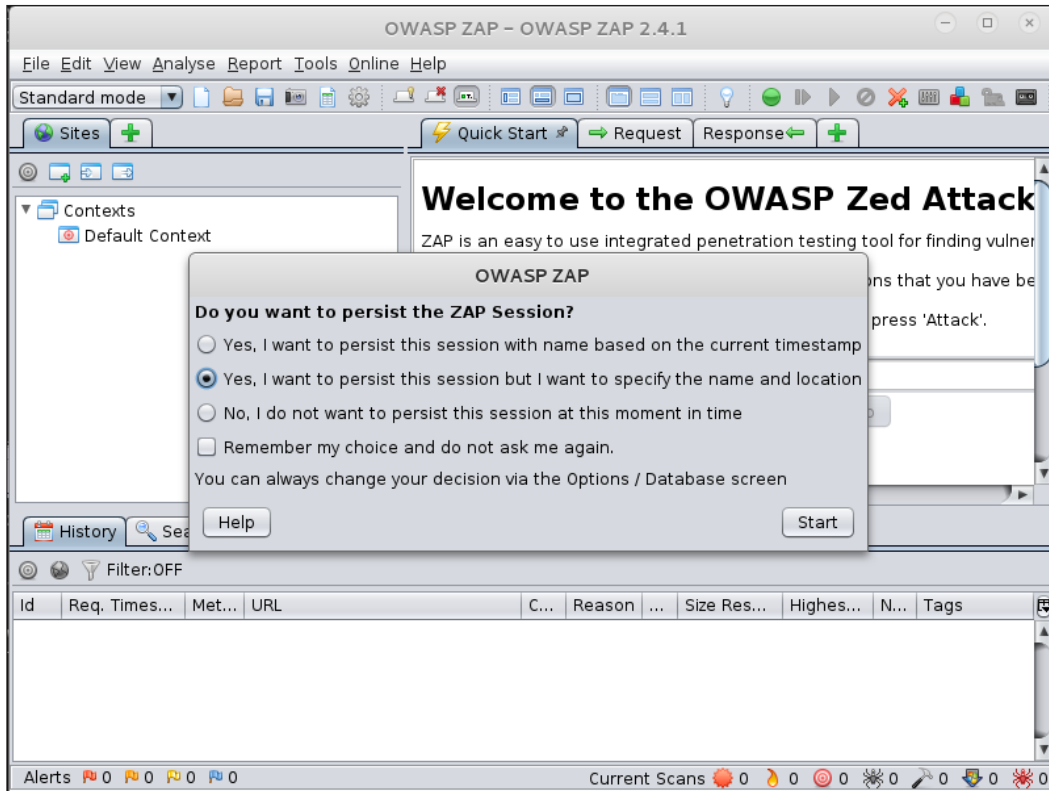 OWASP ZAP – OWASP ZAP 2.4.1
File Edit View Analyse Report Tools Online Help
Standard mode
Sites
Quick Start Request Response
Contexts
Default Context
Welcome to the OWASP Zed Attack
ZAP is an easy to use integrated penetration testing tool for finding
ons that you have be
press 'Attack'.
OWASP ZAP
Do you want to persist the ZAP Session?
Yes, I want to persist this session with name based on the current timestamp
Yes, I want to persist this session but I want to specify the name and location
No, I do not want to persist this session at this moment in time
Remember my choice and do not ask me again.
You can always change your decision via the Options / Database screen
Help Start
History Sea
Filter:OFF
Id Req. Times... Met... URL C... Reason ... Size Res... Highes... N... Tags
Alerts 0 0 0 0 Current Scans 0 0 0 0 0 0 0